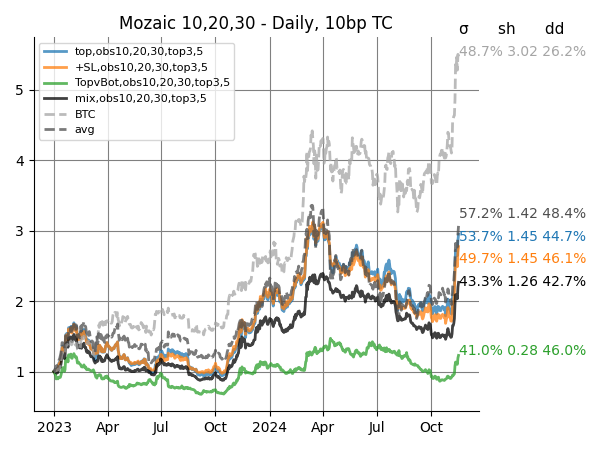 Mozaic 10,20,30 - Daily, 10bp TC
σ sh dd
top,obs10,20,30,top3,5
+SL,obs10,20,30,top3,5
TopvBot,obs10,20,30,top3,5
mix,obs10,20,30,top3,5
BTC
avg
48.7% 3.02 26.2%
57.2% 1.42 48.4%
53.7% 1.45 44.7%
49.7% 1.45 46.1%
43.3% 1.26 42.7%
41.0% 0.28 46.0%
5
4
3
2
1
2023 Apr Jul Oct 2024 Apr Jul Oct